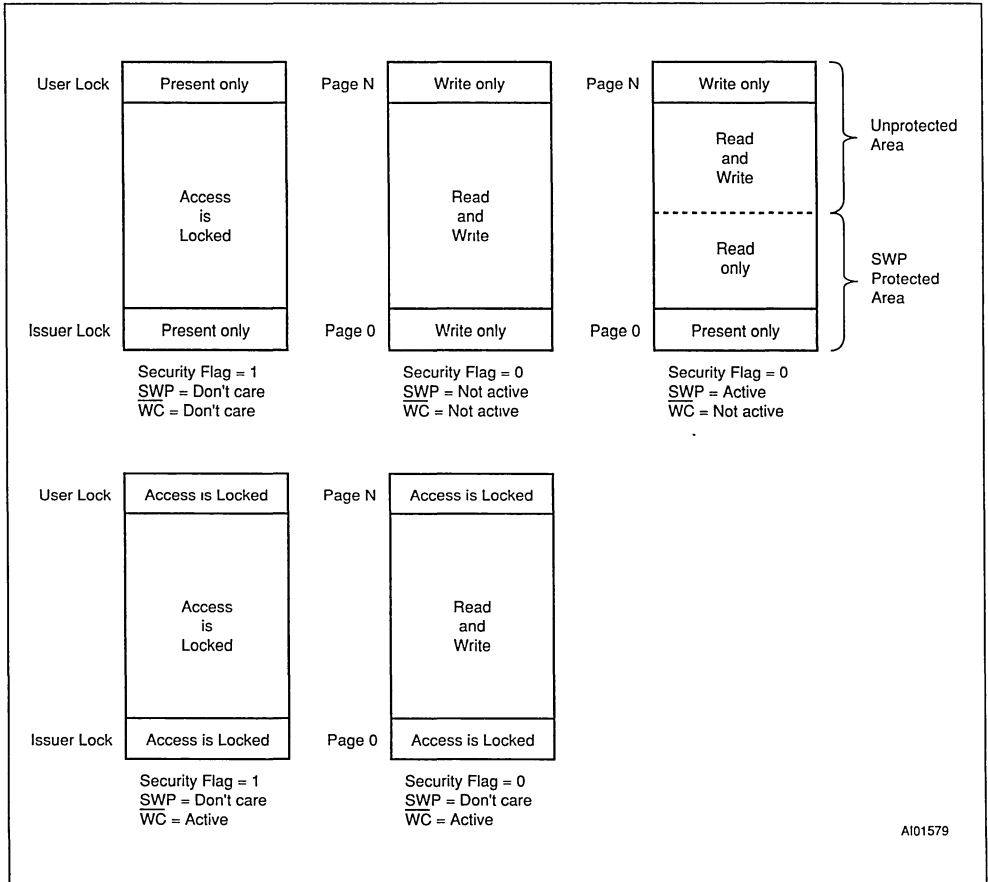 User Lock
Present only
Access
is
Locked
Issuer Lock
Present only
Security Flag = 1
SWP = Don't care
W̅C̅ = Don't care
Page N
Write only
Read
and
Write
Page 0
Write only
Security Flag = 0
SWP = Not active
W̅C̅ = Not active
Page N
Write only
Read
and
Write
Read
only
Page 0
Present only
Security Flag = 0
SWP = Active
W̅C̅ = Not active
Unprotected
Area
SWP
Protected
Area
User Lock
Access is Locked
Access
is
Locked
Issuer Lock
Access is Locked
Security Flag = 1
SWP = Don't care
W̅C̅ = Active
Page N
Access is Locked
Read
and
Write
Page 0
Access is Locked
Security Flag = 0
SWP = Don't care
W̅C̅ = Active
AI01579